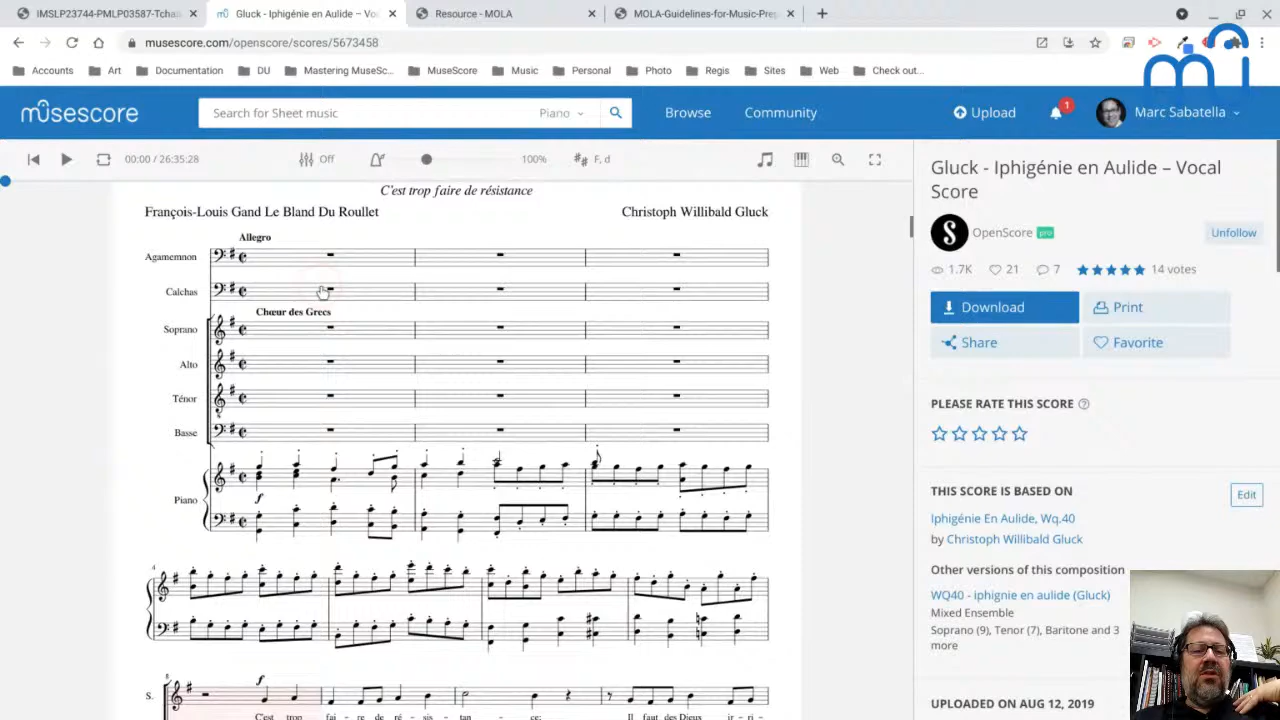 IMSLP23744-PMLP03587-Tchai
Gluck - Iphigénie en Aulide – Vo
Resource - MOLA
MOLA-Guidelines-for-Music-Prep
musescore.com/openscore/scores/5673458
Accounts
Art
Documentation
DU
Mastering MuseSc...
MuseScore
Music
Personal
Photo
Regis
Sites
Web
Check out...
musescore
Search for Sheet music
Piano
Browse
Community
Upload
1
Marc Sabatella
00:00 / 26:35:28
Off
100%
F, d
C'est trop faire de résistance
François-Louis Gand Le Bland Du Roullet
Christoph Willibald Gluck
Allegro
Agamemnon
Calchas
Chœur des Grecs
Soprano
Alto
Ténor
Basse
Piano
f
4
8
f
S.
C'est trop fai - re de ré - sis - tan - ce; Il faut des Dieux ir - ri -
Gluck - Iphigénie en Aulide – Vocal
Score
S
OpenScore pro
Unfollow
1.7K
21
7
14 votes
Download
Print
Share
Favorite
PLEASE RATE THIS SCORE
THIS SCORE IS BASED ON
Edit
Iphigénie En Aulide, Wq.40
by Christoph Willibald Gluck
Other versions of this composition
WQ40 - iphignie en aulide (Gluck)
Mixed Ensemble
Soprano (9), Tenor (7), Baritone and 3
more
UPLOADED ON AUG 12, 2019